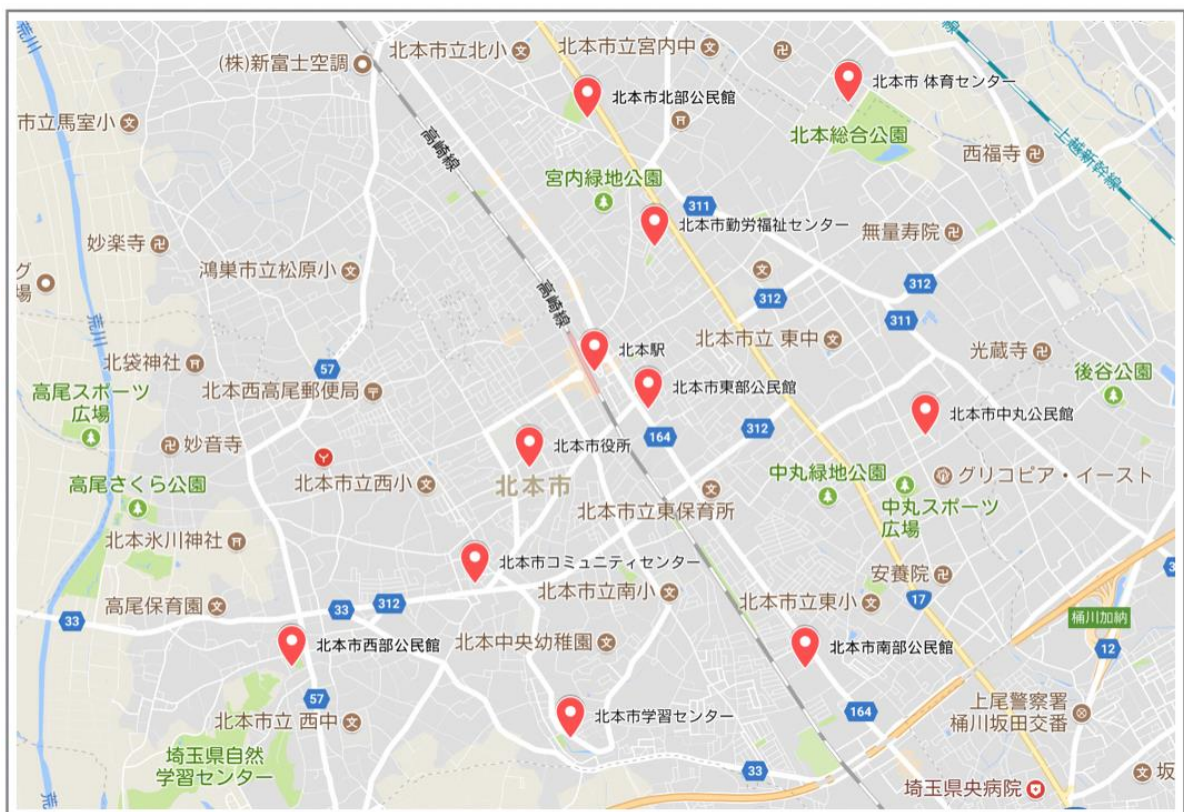 北本市立北小
北本市立宮内中
(株)新富士空調
北本市 体育センター
北本市北部公民館
市立馬室小
高崎線
北本総合公園
上越新幹線
西福寺
宮内緑地公園
311
北本市勤労福祉センター
無量寿院
妙楽寺
鴻巣市立松原小
グ
場
312
312
高崎線
311
荒川
荒川
北本駅
北本市立 東中
光蔵寺
北袋神社
57
北本西高尾郵便局
北本市東部公民館
後谷公園
高尾スポーツ
広場
北本市中丸公民館
312
164
妙音寺
北本市役所
北本市
北本市立西小
中丸緑地公園
グリコピア・イースト
高尾さくら公園
北本市立東保育所
中丸スポーツ
広場
北本氷川神社
北本市コミュニティセンター
安養院
高尾保育園
33
312
33
北本市立南小
北本市立東小
17
桶川加納
北本市西部公民館
北本中央幼稚園
北本市南部公民館
12
57
北本市立 西中
北本市学習センター
164
上尾警察署
桶川坂田交番
埼玉県自然
学習センター
33
坂
埼玉県央病院
荒